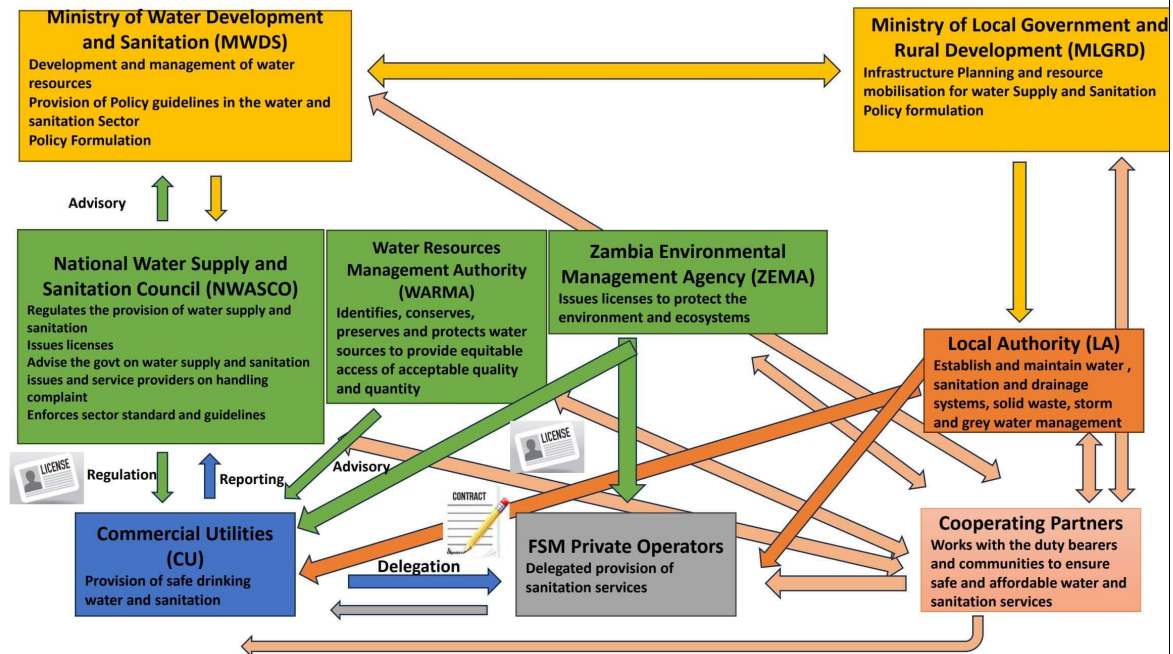 Ministry of Water Development
and Sanitation (MWDS)
Development and management of water
resources
Provision of Policy guidelines in the water and
sanitation Sector
Policy Formulation
Ministry of Local Government and
Rural Development (MLGRD)
Infrastructure Planning and resource
mobilisation for water Supply and Sanitation
Policy formulation
Advisory
National Water Supply and
Sanitation Council (NWASCO)
Regulates the provision of water supply and
sanitation
Issues licenses
Advise the govt on water supply and sanitation
issues and service providers on handling
complaint
Enforces sector standard and guidelines
Water Resources
Management Authority
(WARMA)
Identifies, conserves,
preserves and protects water
sources to provide equitable
access of acceptable quality
and quantity
Zambia Environmental
Management Agency (ZEMA)
Issues licenses to protect the
environment and ecosystems
Local Authority (LA)
Establish and maintain water ,
sanitation and drainage
systems, solid waste, storm
and grey water management
LICENSE
Regulation
Reporting
Advisory
LICENSE
CONTRACT
Commercial Utilities
(CU)
Provision of safe drinking
water and sanitation
Delegation
FSM Private Operators
Delegated provision of
sanitation services
Cooperating Partners
Works with the duty bearers
and communities to ensure
safe and affordable water and
sanitation services